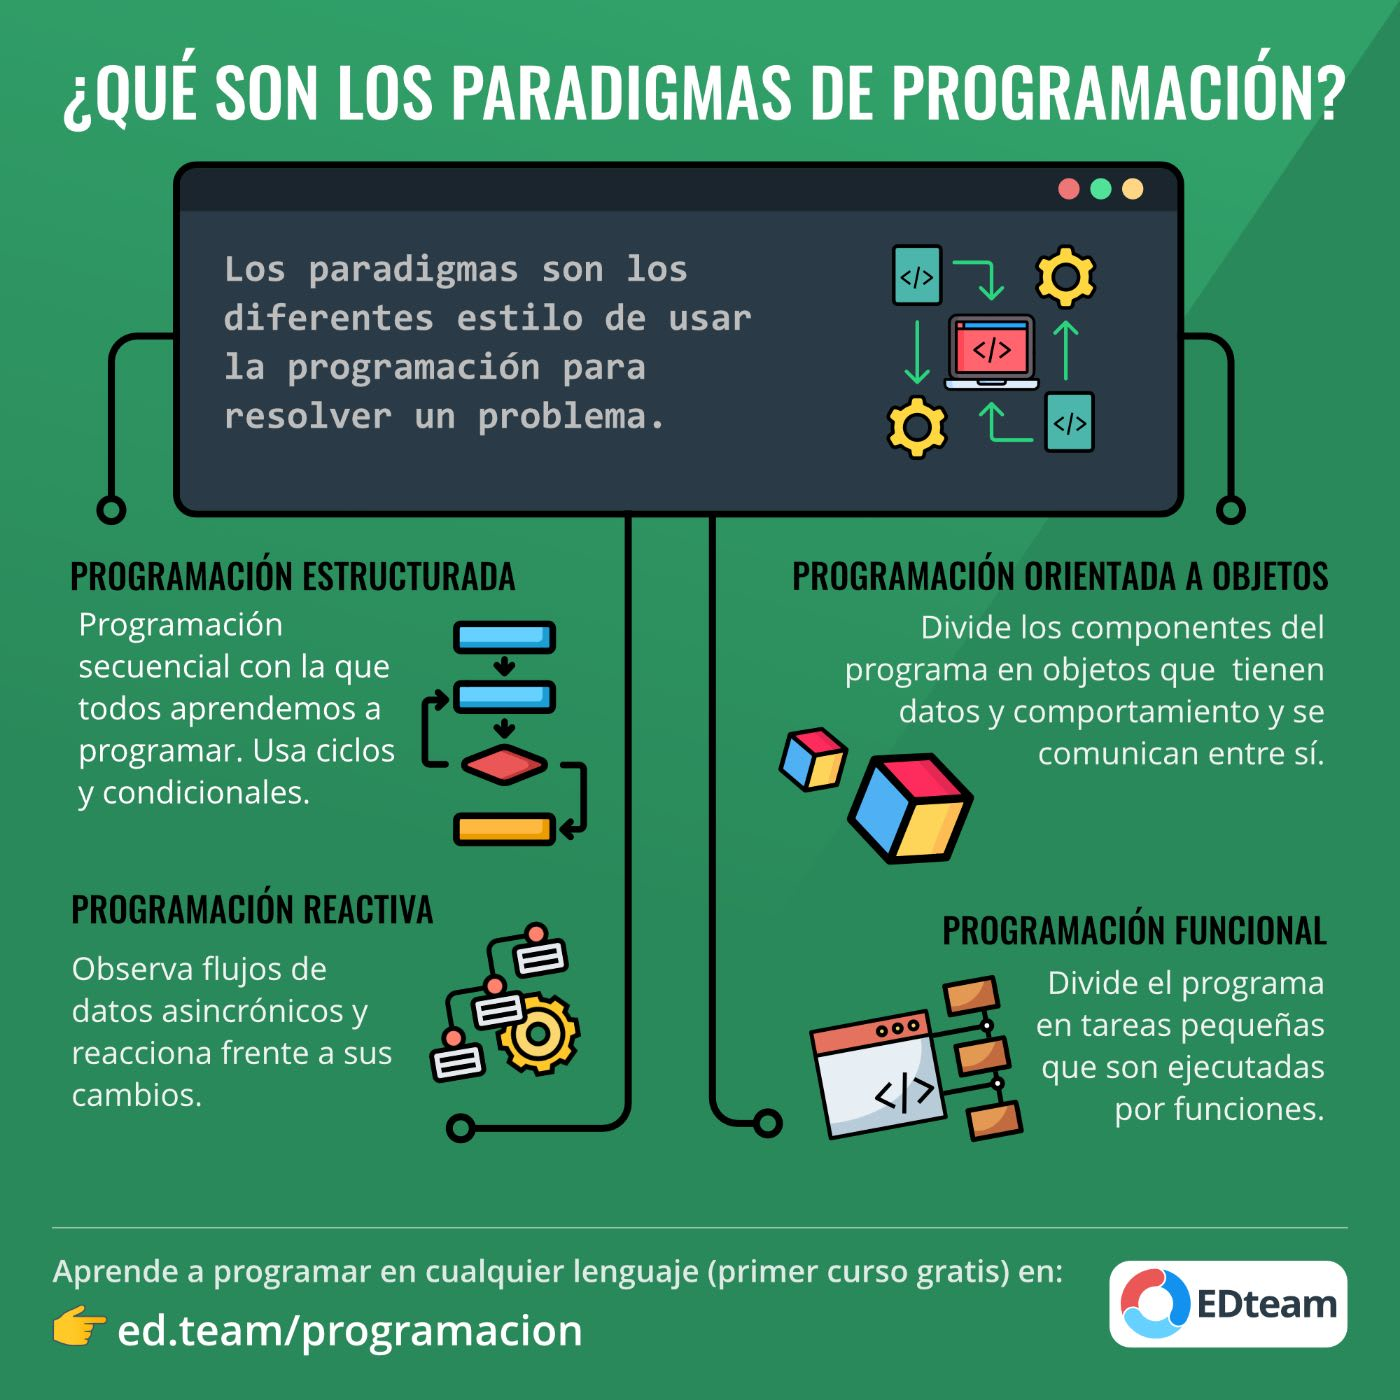 ¿QUÉ SON LOS PARADIGMAS DE PROGRAMACIÓN?
Los paradigmas son los
diferentes estilo de usar
la programación para
resolver un problema.
</>
</>
</>
PROGRAMACIÓN ESTRUCTURADA
Programación
secuencial con la que
todos aprendemos a
programar. Usa ciclos
y condicionales.
PROGRAMACIÓN ORIENTADA A OBJETOS
Divide los componentes del
programa en objetos que  tienen
datos y comportamiento y se
comunican entre sí.
PROGRAMACIÓN REACTIVA
Observa flujos de
datos asincrónicos y
reacciona frente a sus
cambios.
PROGRAMACIÓN FUNCIONAL
Divide el programa
en tareas pequeñas
que son ejecutadas
por funciones.
</>
Aprende a programar en cualquier lenguaje (primer curso gratis) en:
ed.team/programacion
EDteam